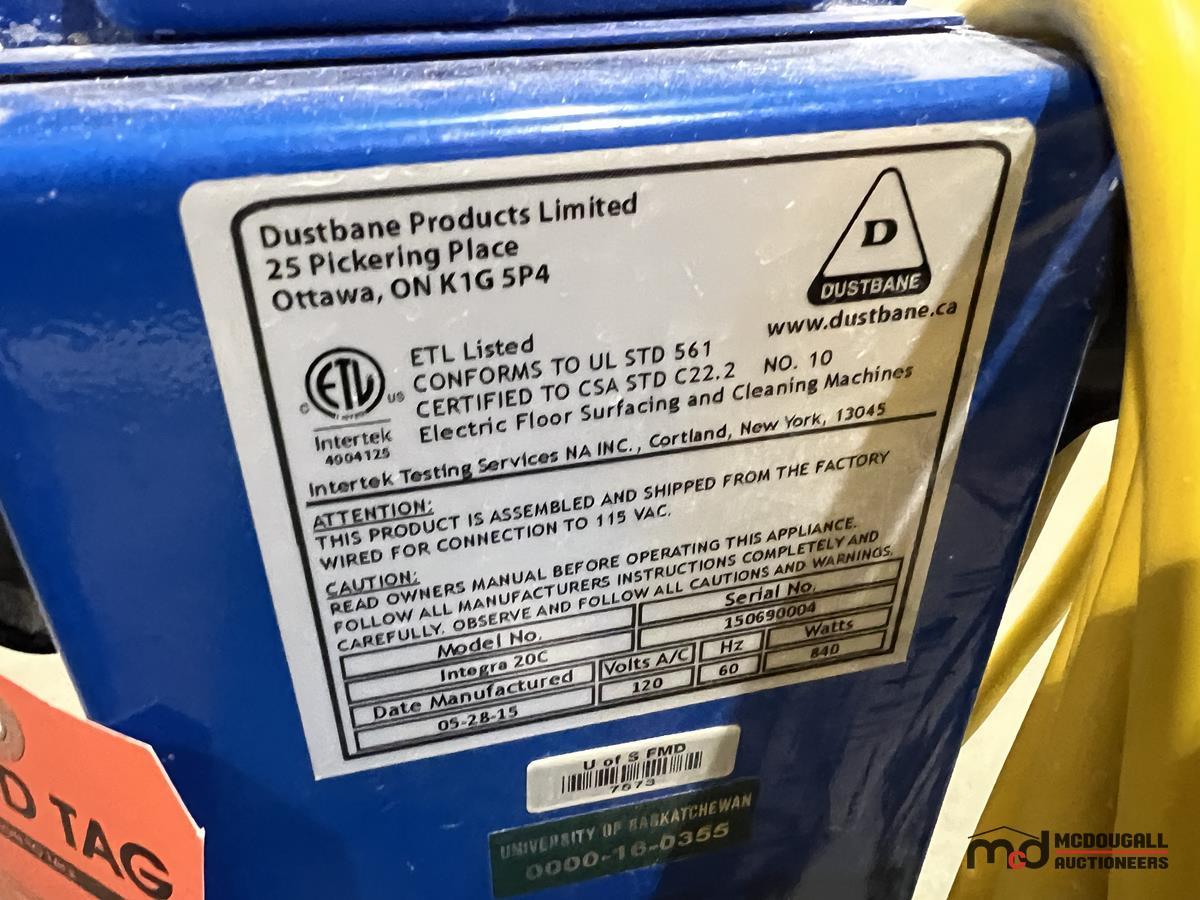 Dustbane Products Limited
25 Pickering Place
Ottawa, ON K1G 5P4
D
DUSTBANE
www.dustbane.ca
ETL
C US
Intertek
4004125
ETL Listed
CONFORMS TO UL STD 561
CERTIFIED TO CSA STD C22.2 NO. 10
Electric Floor Surfacing and Cleaning Machines
Intertek Testing Services NA INC., Cortland, New York, 13045
ATTENTION:
THIS PRODUCT IS ASSEMBLED AND SHIPPED FROM THE FACTORY
WIRED FOR CONNECTION TO 115 VAC.
CAUTION:
READ OWNERS MANUAL BEFORE OPERATING THIS APPLIANCE.
FOLLOW ALL MANUFACTURERS INSTRUCTIONS COMPLETELY AND
CAREFULLY. OBSERVE AND FOLLOW ALL CAUTIONS AND WARNINGS.
Model No. Serial No.
Integra 20C 150690004
Date Manufactured Volts A/C Hz Watts
05-28-15 120 60 840
U of S FMD
7573
UNIVERSITY OF SASKATCHEWAN
0000-16-0355
D TAG
mcd MCDOUGALL
AUCTIONEERS